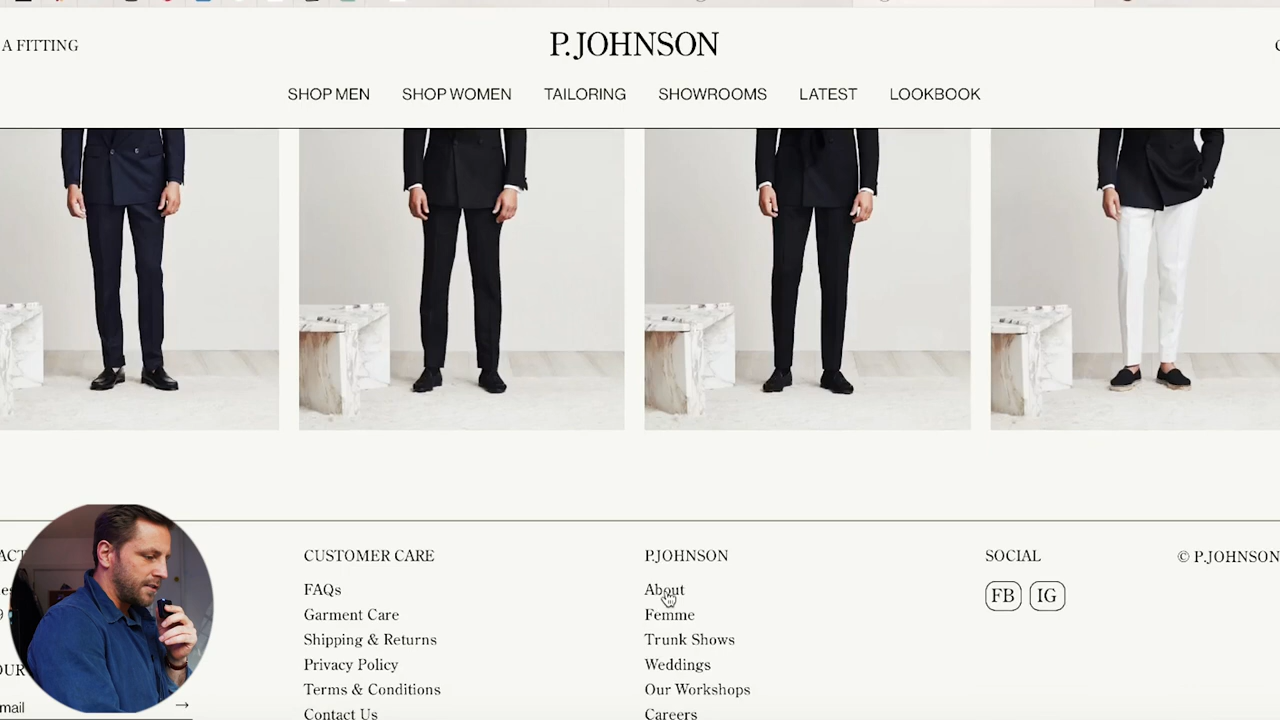 A FITTING
P.JOHNSON
SHOP MEN SHOP WOMEN TAILORING SHOWROOMS LATEST LOOKBOOK
CUSTOMER CARE
FAQs
Garment Care
Shipping & Returns
Privacy Policy
Terms & Conditions
Contact Us
P.JOHNSON
About
Femme
Trunk Shows
Weddings
Our Workshops
Careers
SOCIAL
FB IG
© P.JOHNSON